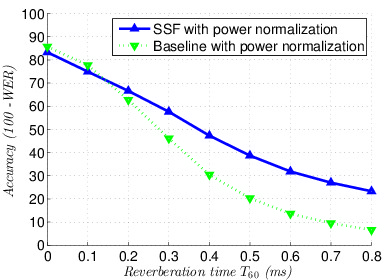 100
90
80
70
60
50
40
30
20
10
0
Accuracy (100 -WER)
SSF with power normalization
Baseline with power normalization
0 0.1 0.2 0.3 0.4 0.5 0.6 0.7 0.8
Reverberation time T60 (ms)